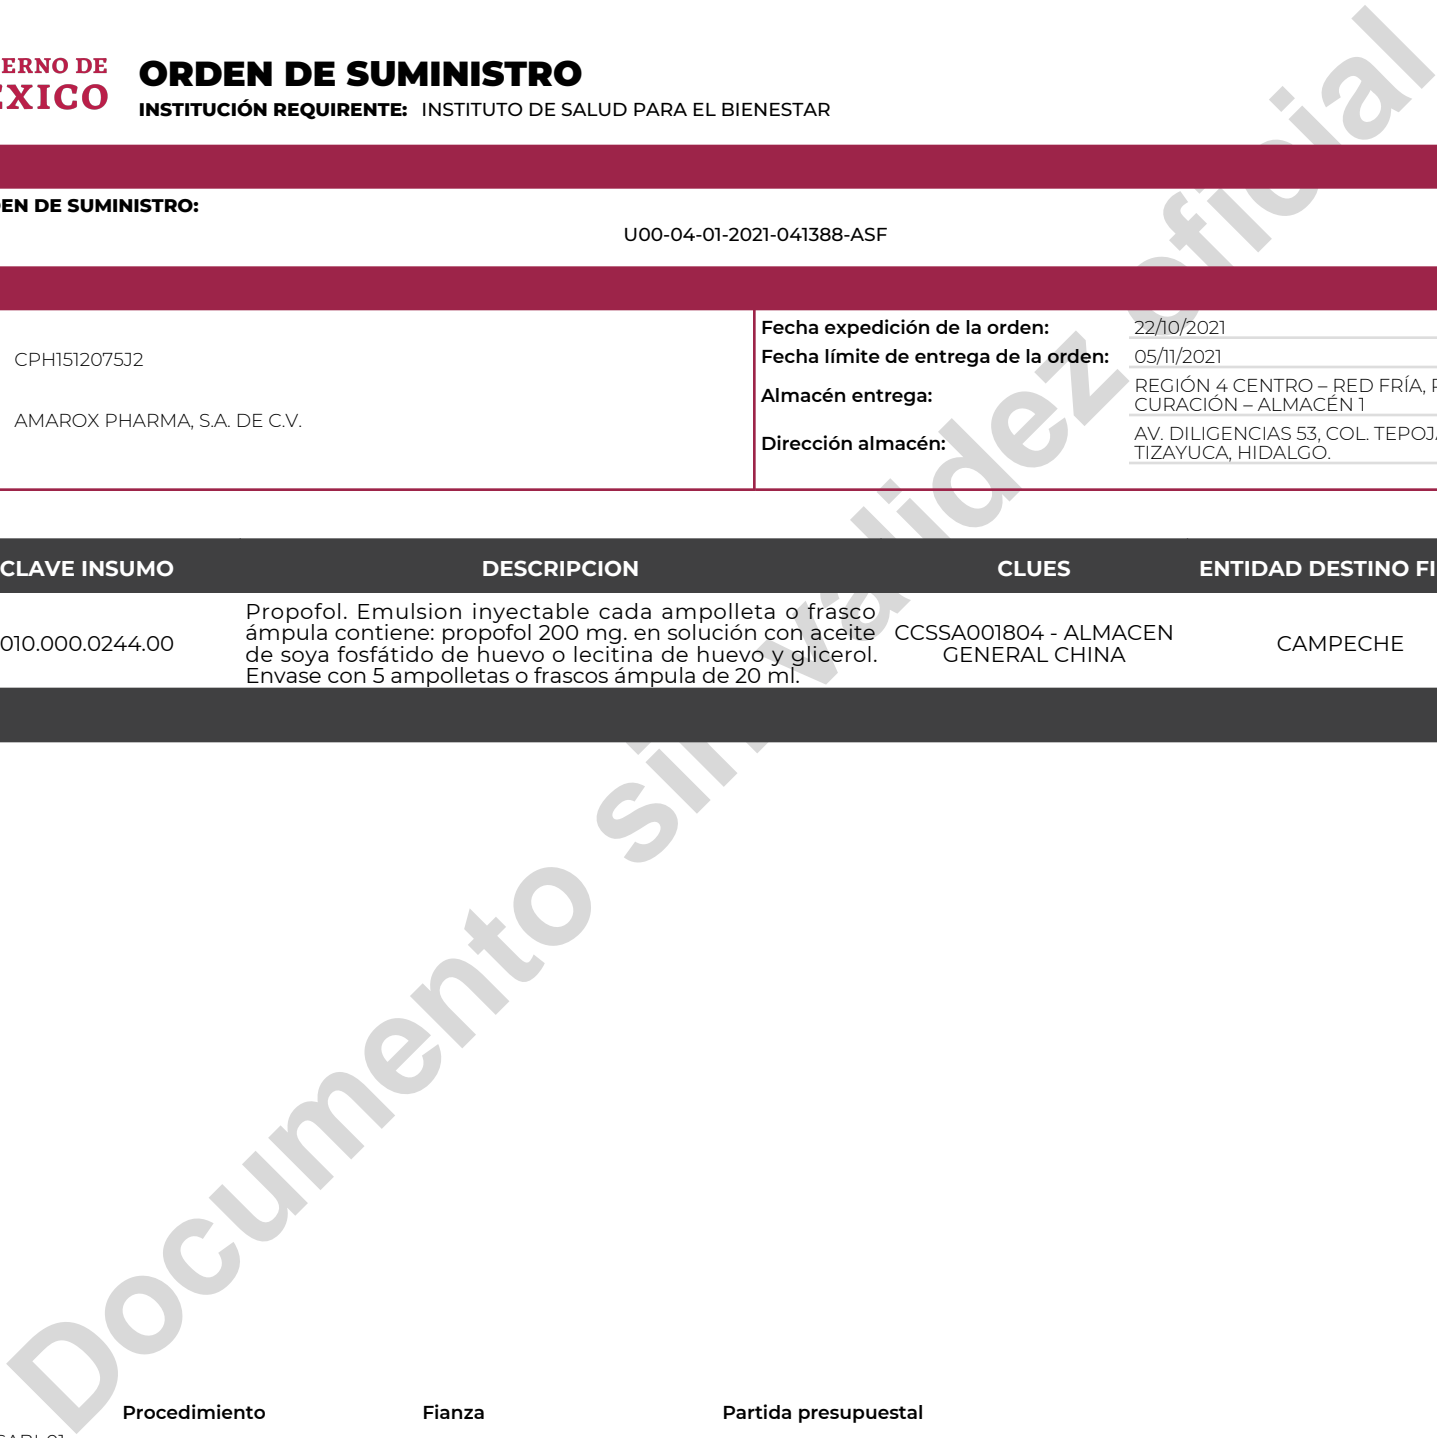 ERNO DE
EXICO
ORDEN DE SUMINISTRO
INSTITUCIÓN REQUIRENTE: INSTITUTO DE SALUD PARA EL BIENESTAR
EN DE SUMINISTRO:
U00-04-01-2021-041388-ASF
CPH1512075J2
AMAROX PHARMA, S.A. DE C.V.
Fecha expedición de la orden: 22/10/2021
Fecha límite de entrega de la orden: 05/11/2021
Almacén entrega: REGIÓN 4 CENTRO – RED FRÍA,
CURACIÓN – ALMACÉN 1
Dirección almacén: AV. DILIGENCIAS 53, COL. TEPOJA
TIZAYUCA, HIDALGO.
CLAVE INSUMO DESCRIPCION CLUES ENTIDAD DESTINO FI
010.000.0244.00
Propofol. Emulsion inyectable cada ampolleta o frasco
ámpula contiene: propofol 200 mg. en solución con aceite
de soya fosfátido de huevo o lecitina de huevo y glicerol.
Envase con 5 ampolletas o frascos ámpula de 20 ml.
CCSSA001804 - ALMACEN
GENERAL CHINA
CAMPECHE
Documento sin validez oficial
Procedimiento Fianza Partida presupuestal